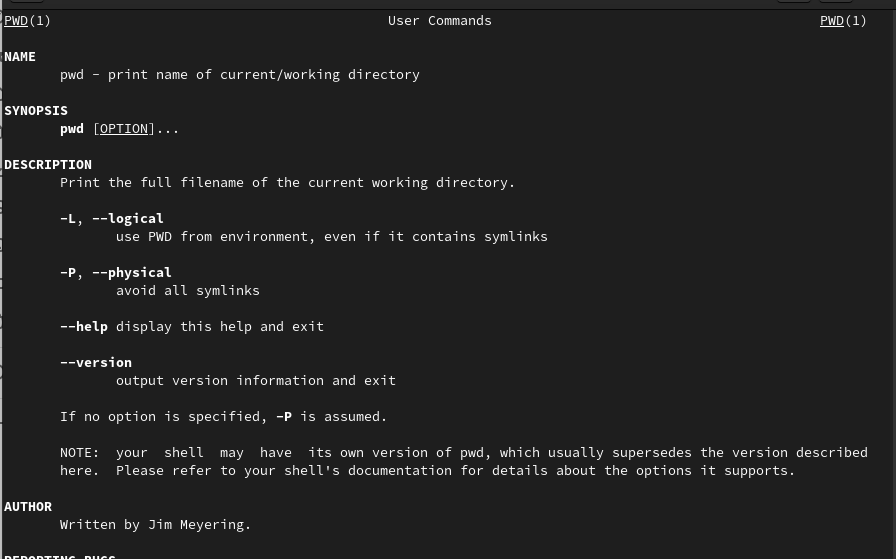 PWD(1) User Commands PWD(1)
NAME
pwd - print name of current/working directory
SYNOPSIS
pwd [OPTION]...
DESCRIPTION
Print the full filename of the current working directory.
-L, --logical
use PWD from environment, even if it contains symlinks
-P, --physical
avoid all symlinks
--help display this help and exit
--version
output version information and exit
If no option is specified, -P is assumed.
NOTE: your shell may have its own version of pwd, which usually supersedes the version described
here. Please refer to your shell's documentation for details about the options it supports.
AUTHOR
Written by Jim Meyering.
REPORTING BUGS